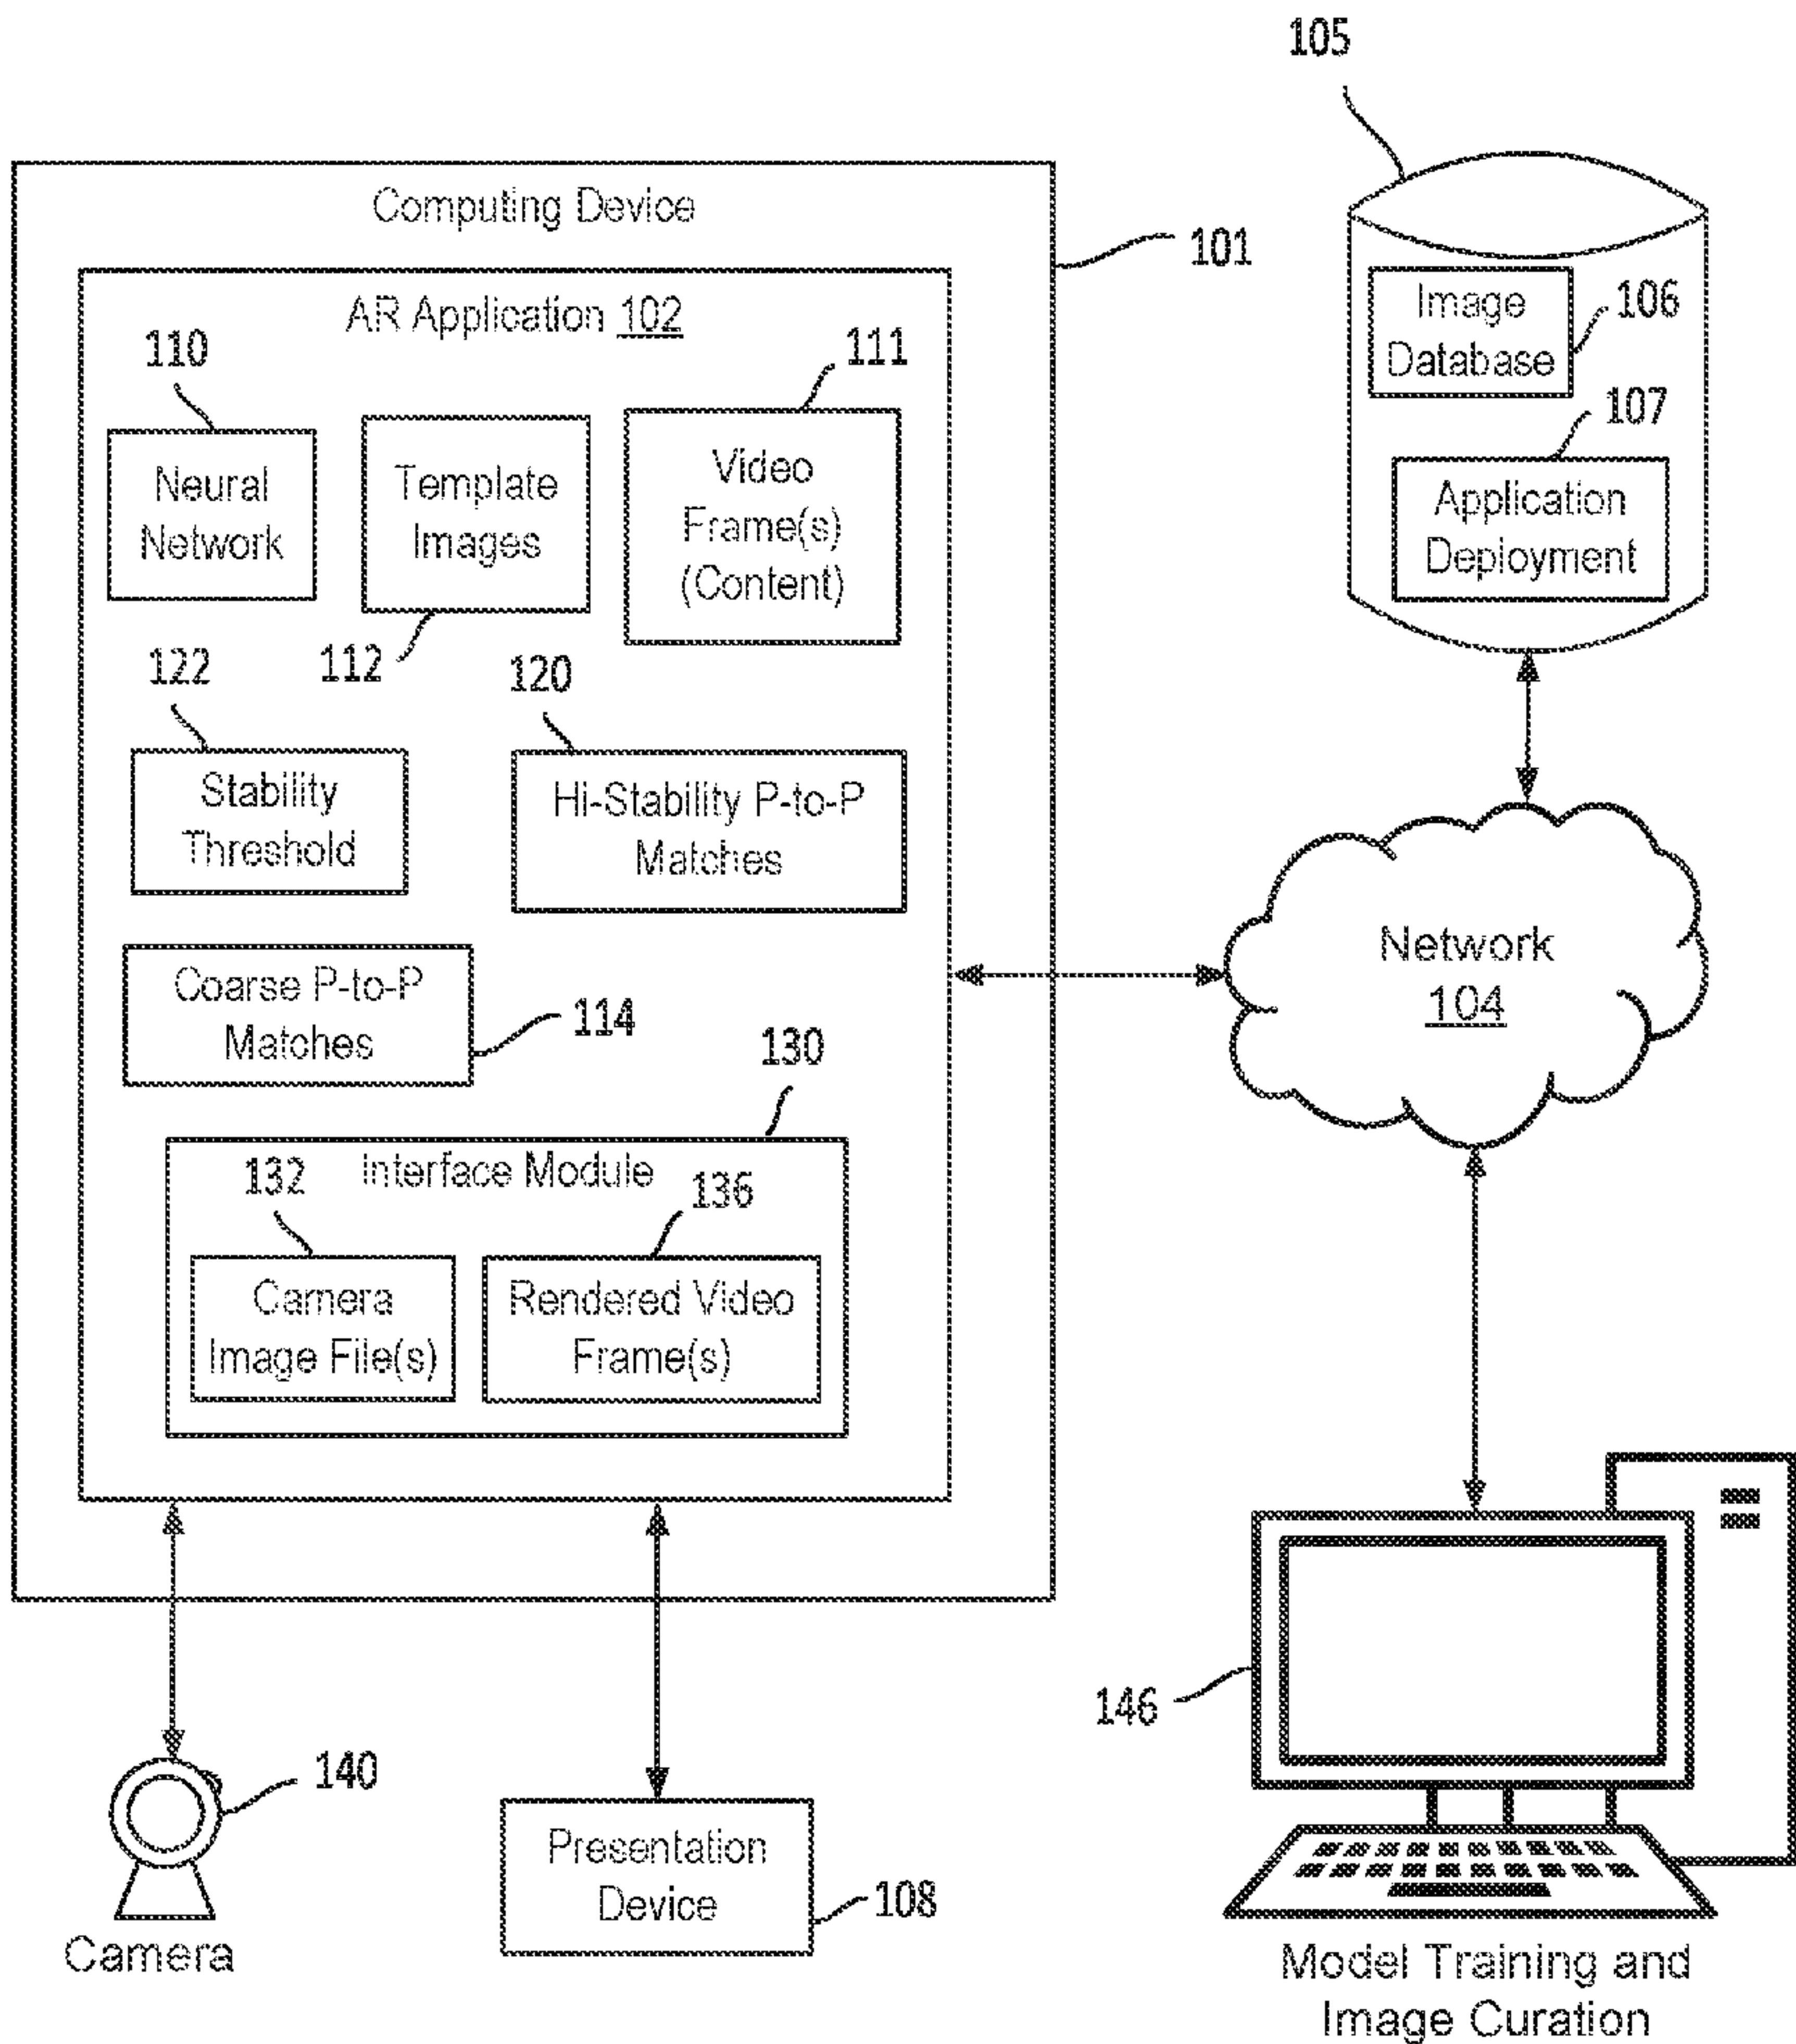 105
Computing Device
101
AR Application 102
Image
Database
106
110
111
107
Neural
Network
Template
Images
Video
Frame(s)
(Content)
Application
Deployment
122
112
120
Stability
Threshold
Hi-Stability P-to-P
Matches
Network
104
Coarse P-to-P
Matches
114
130
Interface Module
132
136
Camera
Image File(s)
Rendered Video
Frame(s)
146
140
Camera
Presentation
Device
108
Model Training and
Image Curation